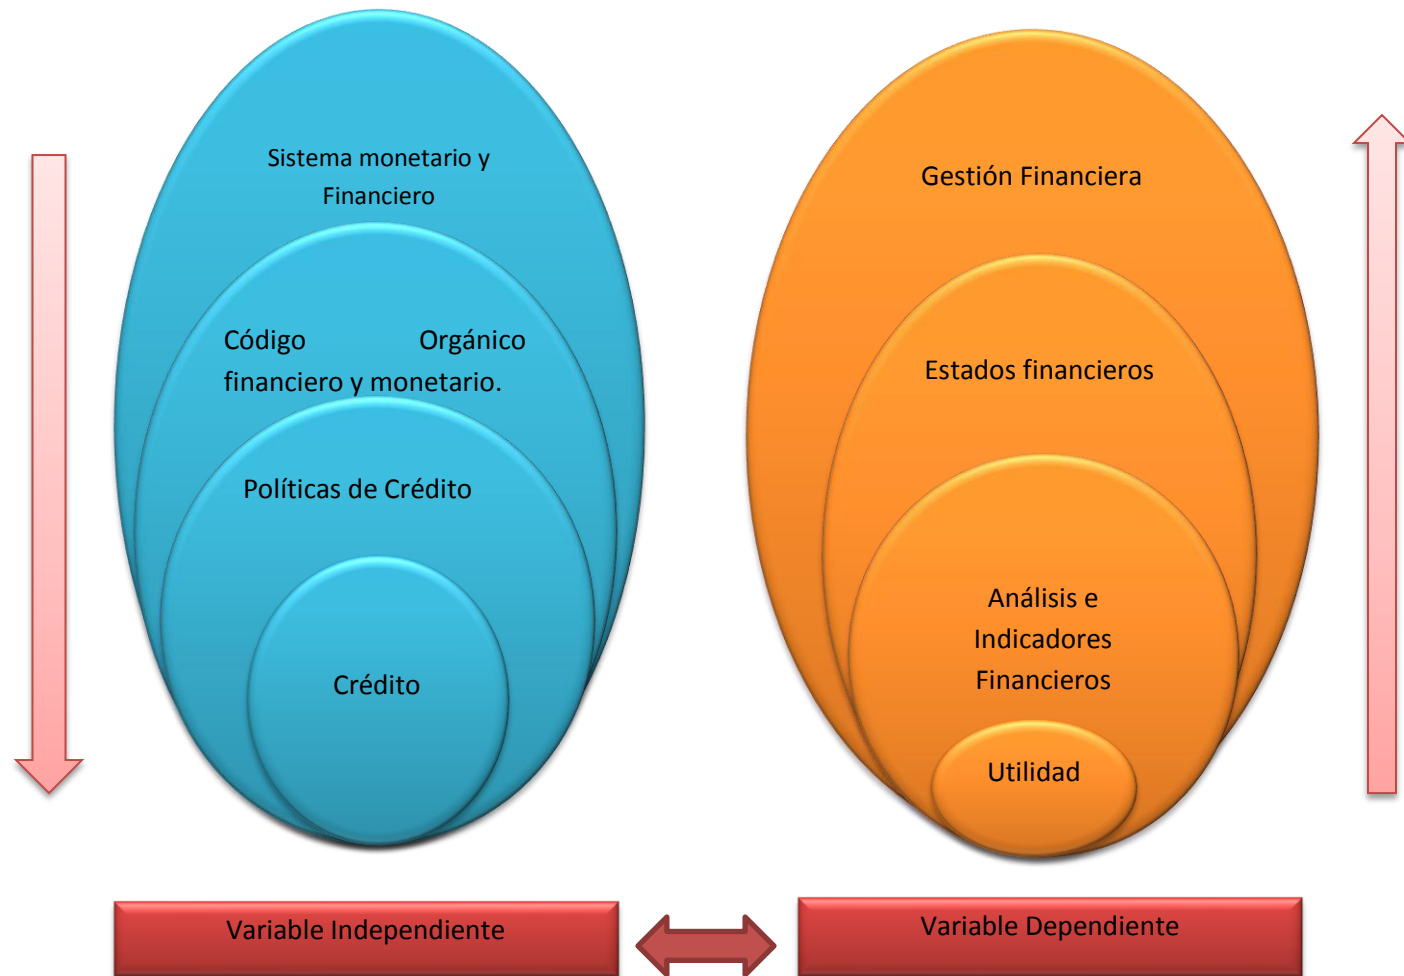 Sistema monetario y
Financiero
Código Orgánico
financiero y monetario.
Políticas de Crédito
Crédito
Gestión Financiera
Estados financieros
Análisis e
Indicadores
Financieros
Utilidad
Variable Independiente
Variable Dependiente